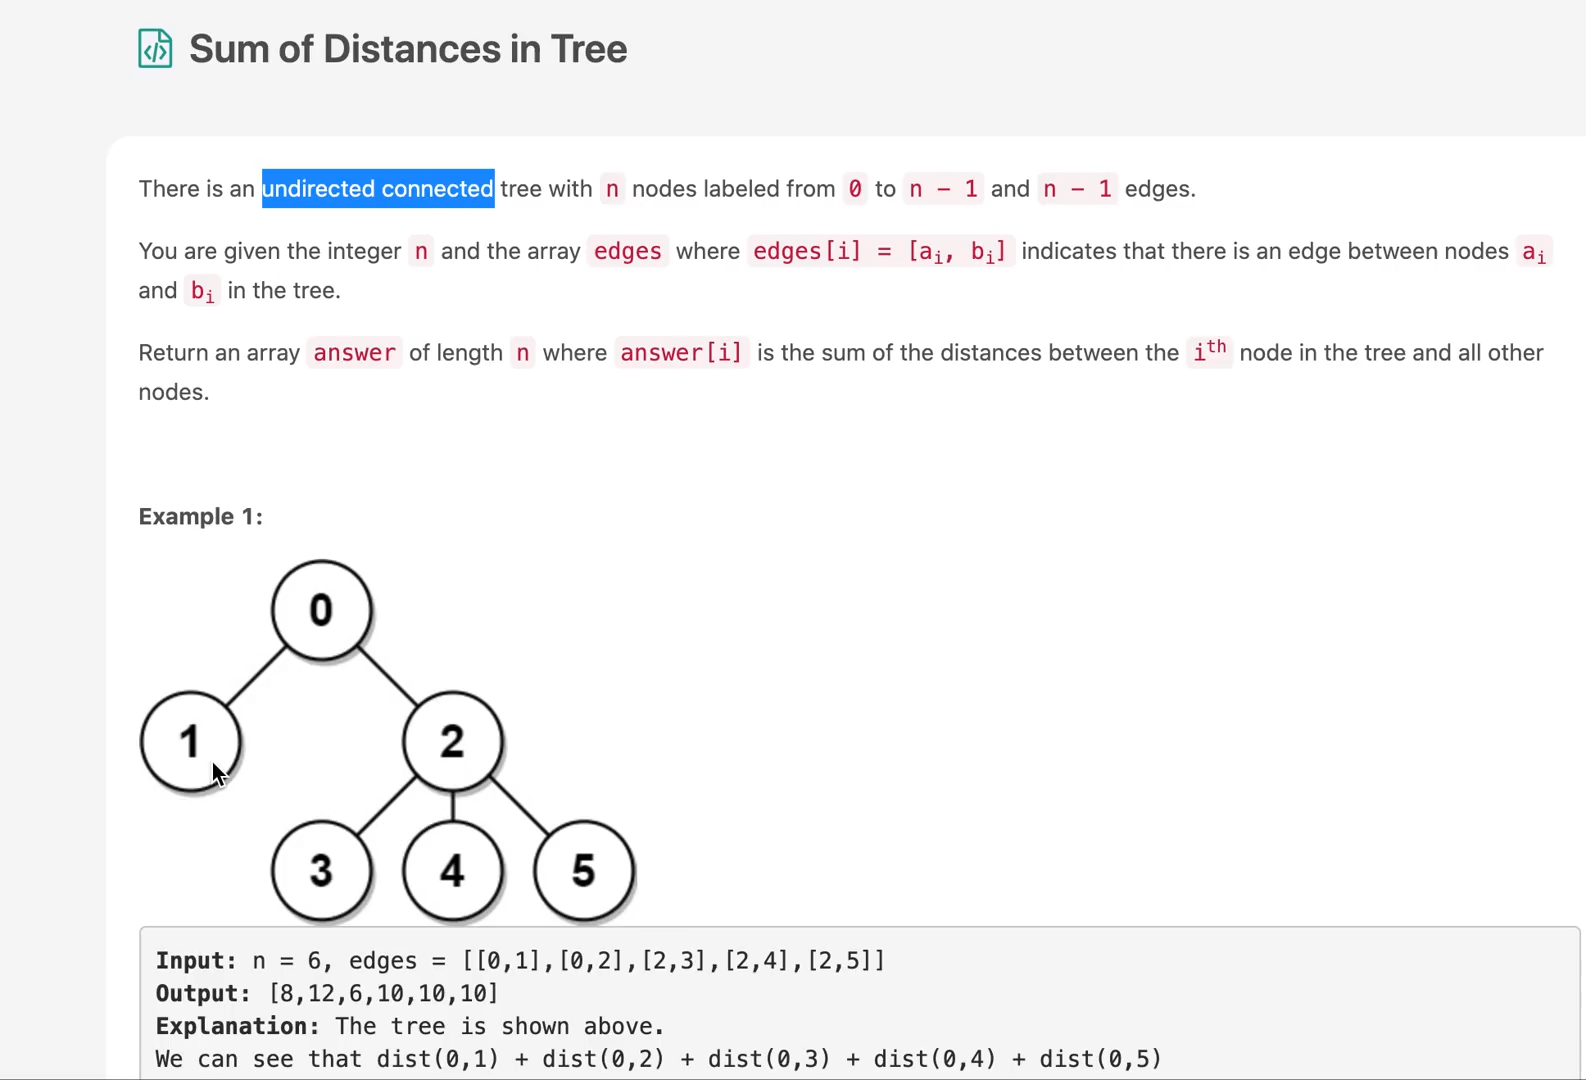 Sum of Distances in Tree
There is an undirected connected tree with n nodes labeled from 0 to n - 1 and n - 1 edges.
You are given the integer n and the array edges where edges[i] = [ai, bi] indicates that there is an edge between nodes ai
and bi in the tree.
Return an array answer of length n where answer[i] is the sum of the distances between the ith node in the tree and all other
nodes.
Example 1:
0
1 2
3 4 5
Input: n = 6, edges = [[0,1],[0,2],[2,3],[2,4],[2,5]]
Output: [8,12,6,10,10,10]
Explanation: The tree is shown above.
We can see that dist(0,1) + dist(0,2) + dist(0,3) + dist(0,4) + dist(0,5)